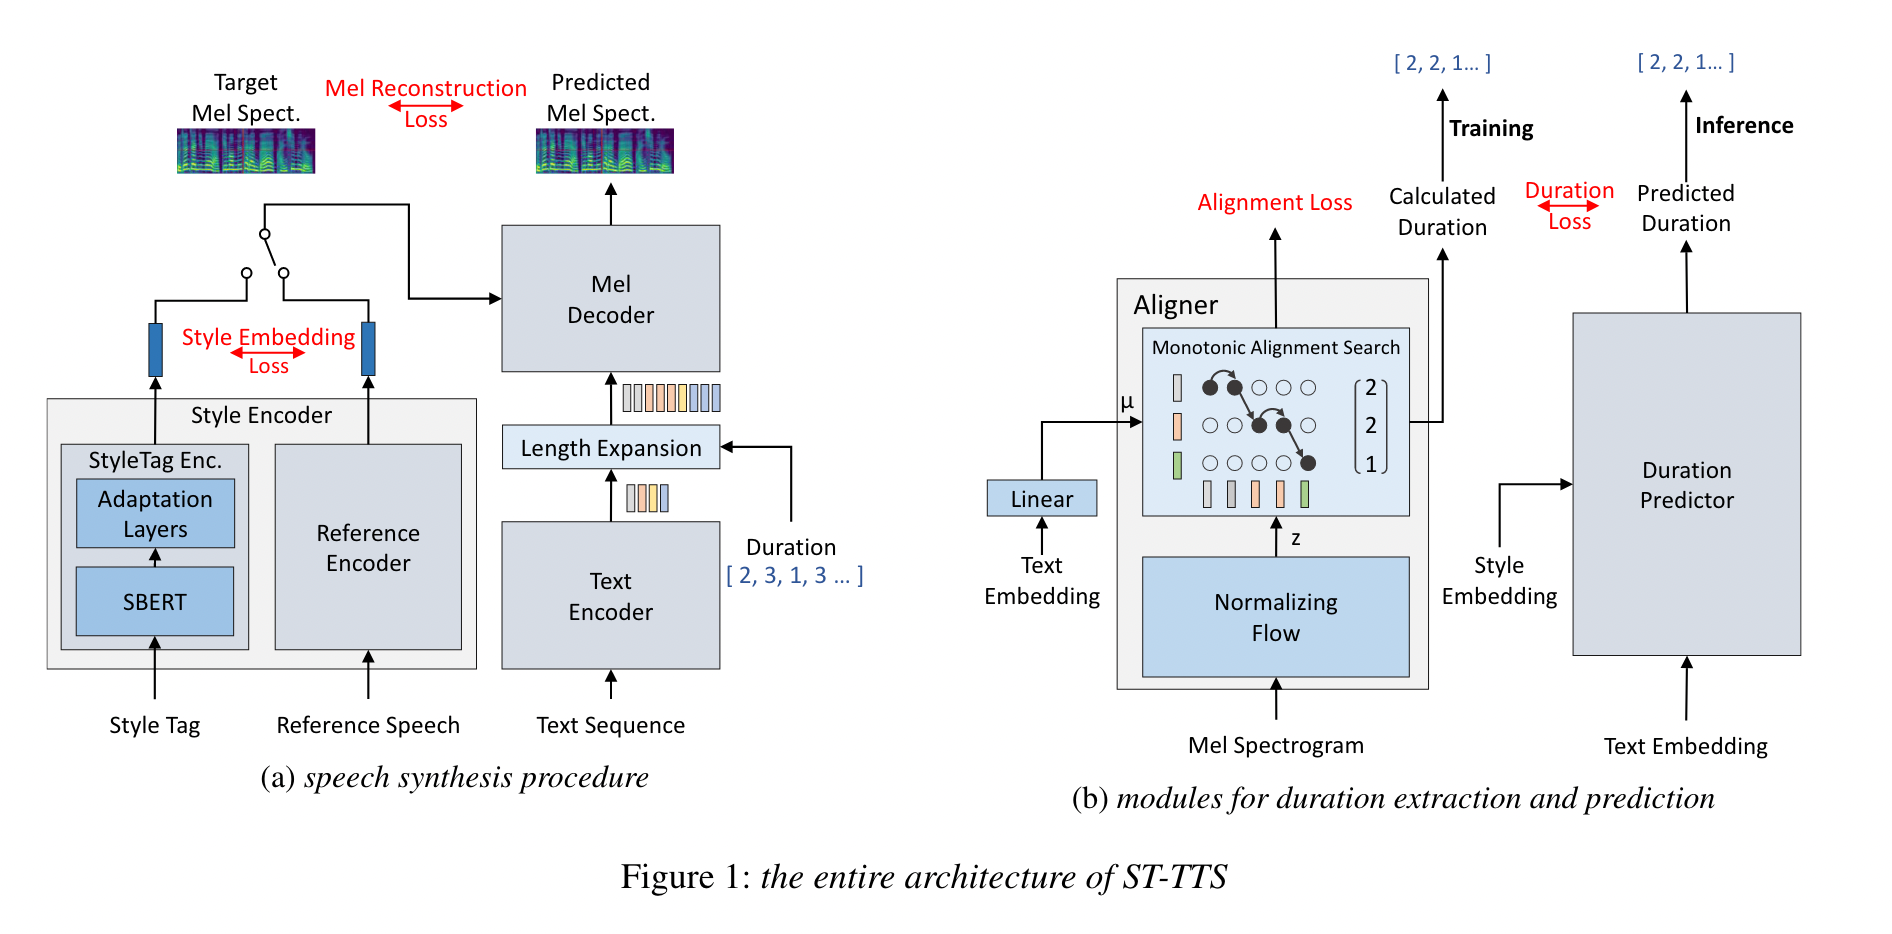 Target
Mel Spect.
Mel Reconstruction
Loss
Predicted
Mel Spect.
Style Embedding
Loss
Mel
Decoder
Style Encoder
StyleTag Enc.
Adaptation
Layers
SBERT
Reference
Encoder
Length Expansion
Text
Encoder
Duration
[ 2, 3, 1, 3 ... ]
Style Tag
Reference Speech
Text Sequence
(a) speech synthesis procedure
[ 2, 2, 1... ]
[ 2, 2, 1... ]
Training
Inference
Alignment Loss
Calculated
Duration
Duration
Loss
Predicted
Duration
Aligner
Monotonic Alignment Search
2
2
1
μ
z
Linear
Text
Embedding
Normalizing
Flow
Style
Embedding
Duration
Predictor
Mel Spectrogram
Text Embedding
(b) modules for duration extraction and prediction
Figure 1: the entire architecture of ST-TTS